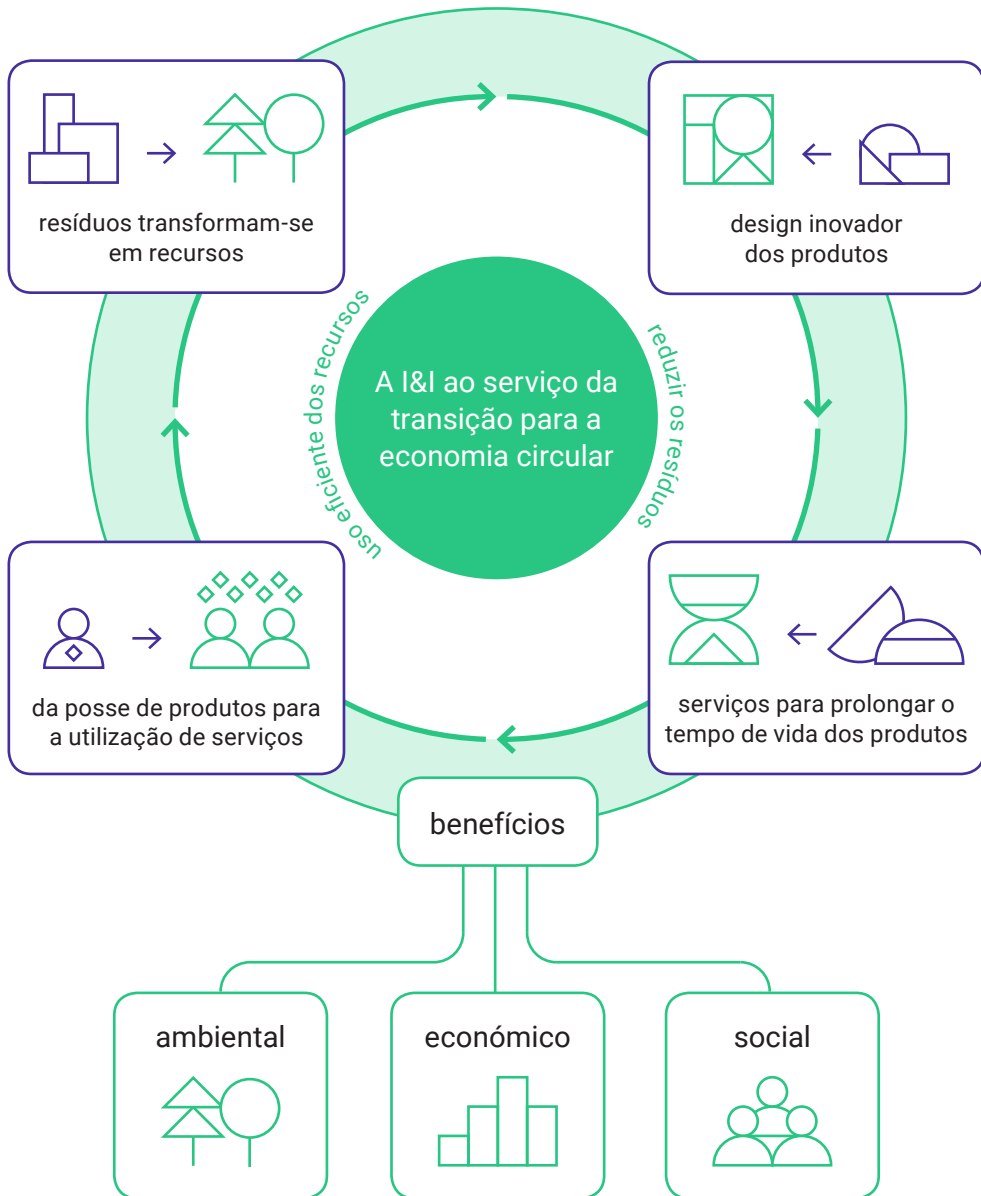 resíduos transformam-se
em recursos
design inovador
dos produtos
uso eficiente dos recursos
A I&I ao serviço da
transição para a
economia circular
reduzir os resíduos
da posse de produtos para
a utilização de serviços
serviços para prolongar o
tempo de vida dos produtos
benefícios
ambiental
económico
social